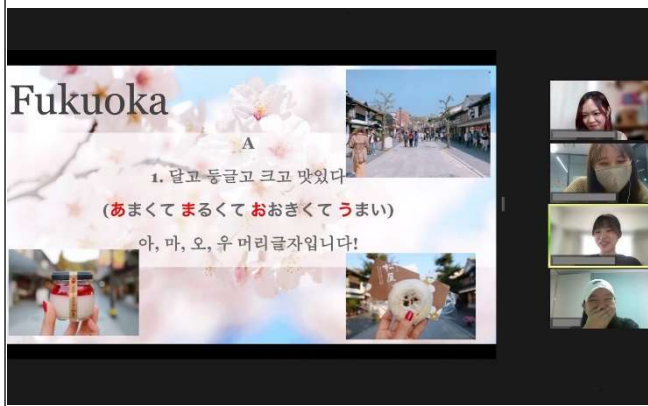 Fukuoka
A
1. 달고 둥글고 크고 맛있다
(あまくて まるくて おおきくて うまい)
아, 마, 오, 우 머리글자입니다!